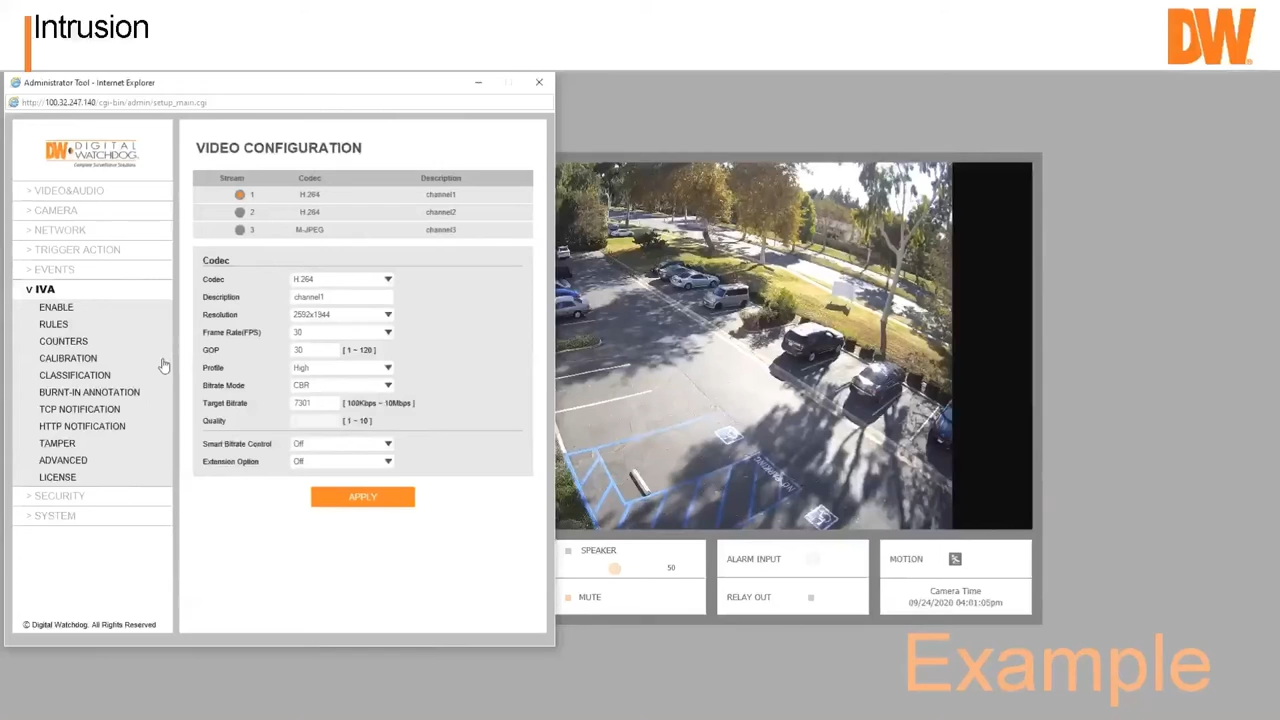 Intrusion
DW
Administrator Tool - Internet Explorer
http://100.32.247.140/cgi-bin/admin/setup_main.cgi
DW DIGITAL
WATCHDOG
Complete Surveillance Solutions
> VIDEO&AUDIO
> CAMERA
> NETWORK
> TRIGGER ACTION
> EVENTS
v IVA
ENABLE
RULES
COUNTERS
CALIBRATION
CLASSIFICATION
BURNT-IN ANNOTATION
TCP NOTIFICATION
HTTP NOTIFICATION
TAMPER
ADVANCED
LICENSE
> SECURITY
> SYSTEM
© Digital Watchdog. All Rights Reserved
VIDEO CONFIGURATION
Stream Codec Description
1 H.264 channel1
2 H.264 channel2
3 M-JPEG channel3
Codec
Codec H.264
Description channel1
Resolution 2592x1944
Frame Rate(FPS) 30
GOP 30 [ 1 ~ 120 ]
Profile High
Bitrate Mode CBR
Target Bitrate 7301 [ 100Kbps ~ 10Mbps ]
Quality [ 1 ~ 10 ]
Smart Bitrate Control Off
Extension Option Off
APPLY
NO PARKING
SPEAKER
50
MUTE
ALARM INPUT
RELAY OUT
MOTION
Camera Time
09/24/2020 04:01:05pm
Example